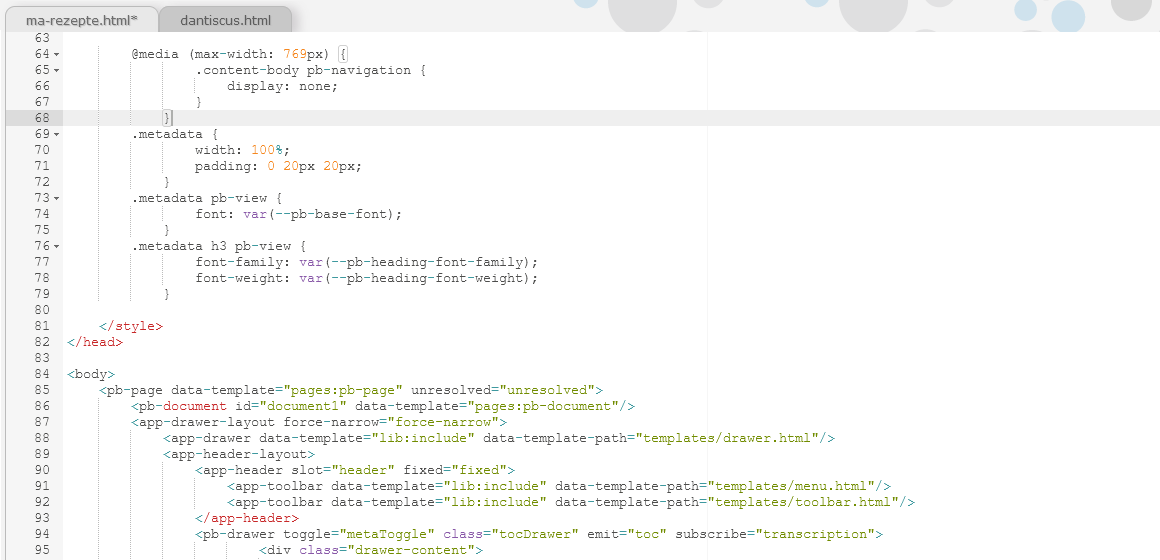 ma-rezepte.html* dantiscus.html
63
64 @media (max-width: 769px) {
65 .content-body pb-navigation {
66 display: none;
67 }
68 }
69 .metadata {
70 width: 100%;
71 padding: 0 20px 20px;
72 }
73 .metadata pb-view {
74 font: var(--pb-base-font);
75 }
76 .metadata h3 pb-view {
77 font-family: var(--pb-heading-font-family);
78 font-weight: var(--pb-heading-font-weight);
79 }
80
81 </style>
82 </head>
83
84 <body>
85 <pb-page data-template="pages:pb-page" unresolved="unresolved">
86 <pb-document id="document1" data-template="pages:pb-document"/>
87 <app-drawer-layout force-narrow="force-narrow">
88 <app-drawer data-template="lib:include" data-template-path="templates/drawer.html"/>
89 <app-header-layout>
90 <app-header slot="header" fixed="fixed">
91 <app-toolbar data-template="lib:include" data-template-path="templates/menu.html"/>
92 <app-toolbar data-template="lib:include" data-template-path="templates/toolbar.html"/>
93 </app-header>
94 <pb-drawer toggle="metaToggle" class="tocDrawer" emit="toc" subscribe="transcription">
95 <div class="drawer-content">